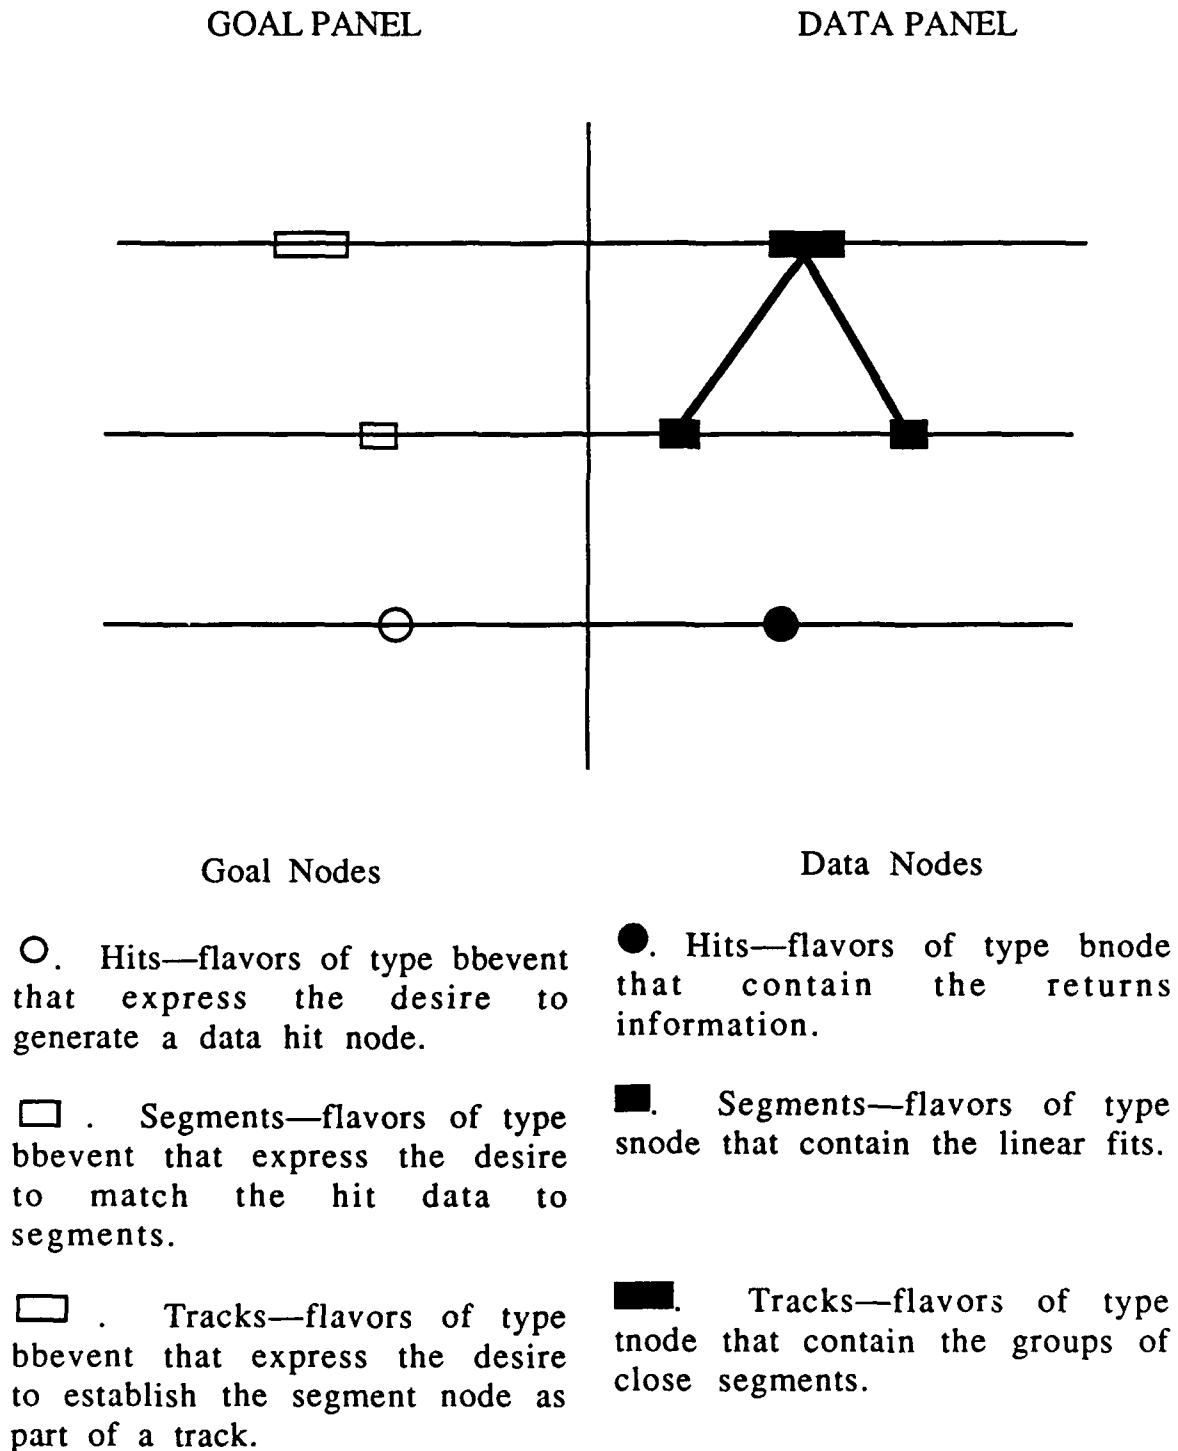 GOAL PANEL
DATA PANEL
Goal Nodes
. Hits—flavors of type bbevent
that express the desire to
generate a data hit node.
. Segments—flavors of type
bbevent that express the desire
to match the hit data to
segments.
. Tracks—flavors of type
bbevent that express the desire
to establish the segment node as
part of a track.
Data Nodes
. Hits—flavors of type bnode
that contain the returns
information.
. Segments—flavors of type
snode that contain the linear fits.
. Tracks—flavors of type
tnode that contain the groups of
close segments.